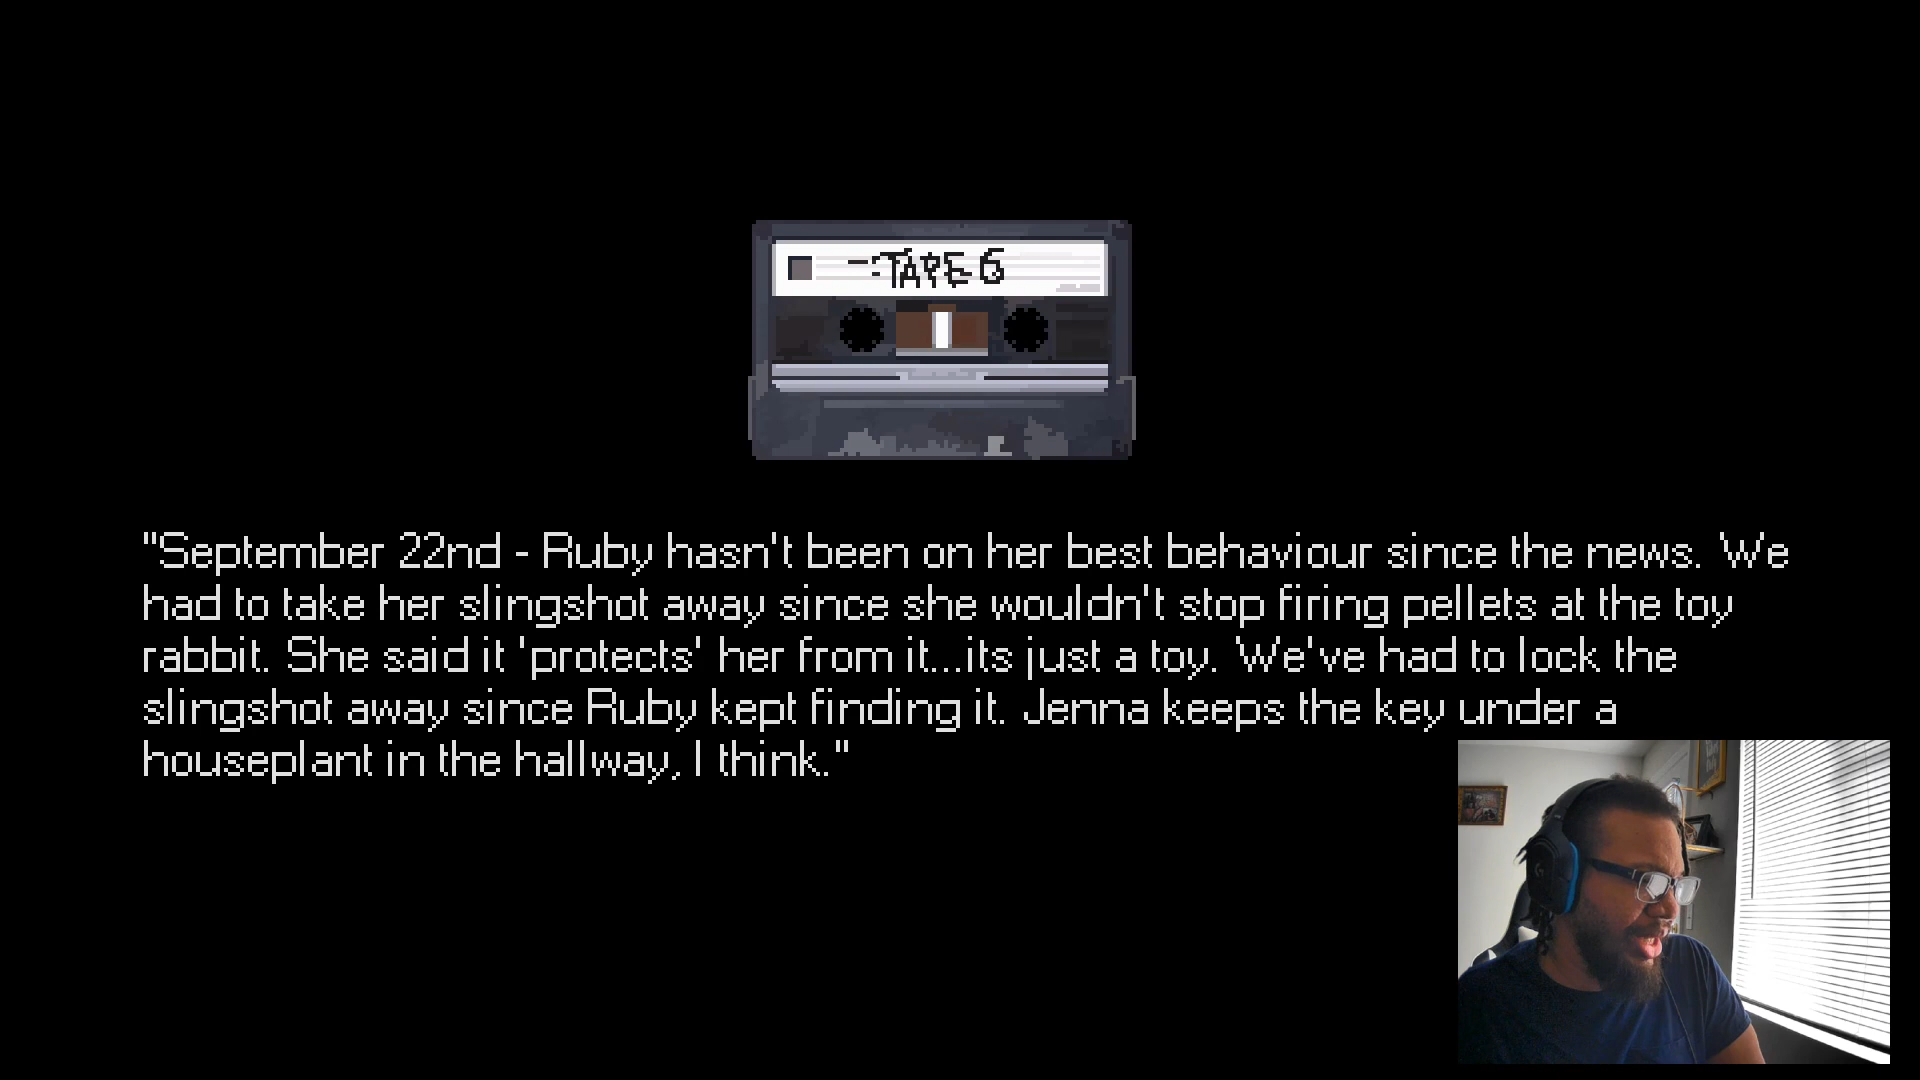 TAPE 6
"September 22nd - Ruby hasn't been on her best behaviour since the news. We
had to take her slingshot away since she wouldn't stop firing pellets at the toy
rabbit. She said it 'protects' her from it...its just a toy. We've had to lock the
slingshot away since Ruby kept finding it. Jenna keeps the key under a
houseplant in the hallway, I think."